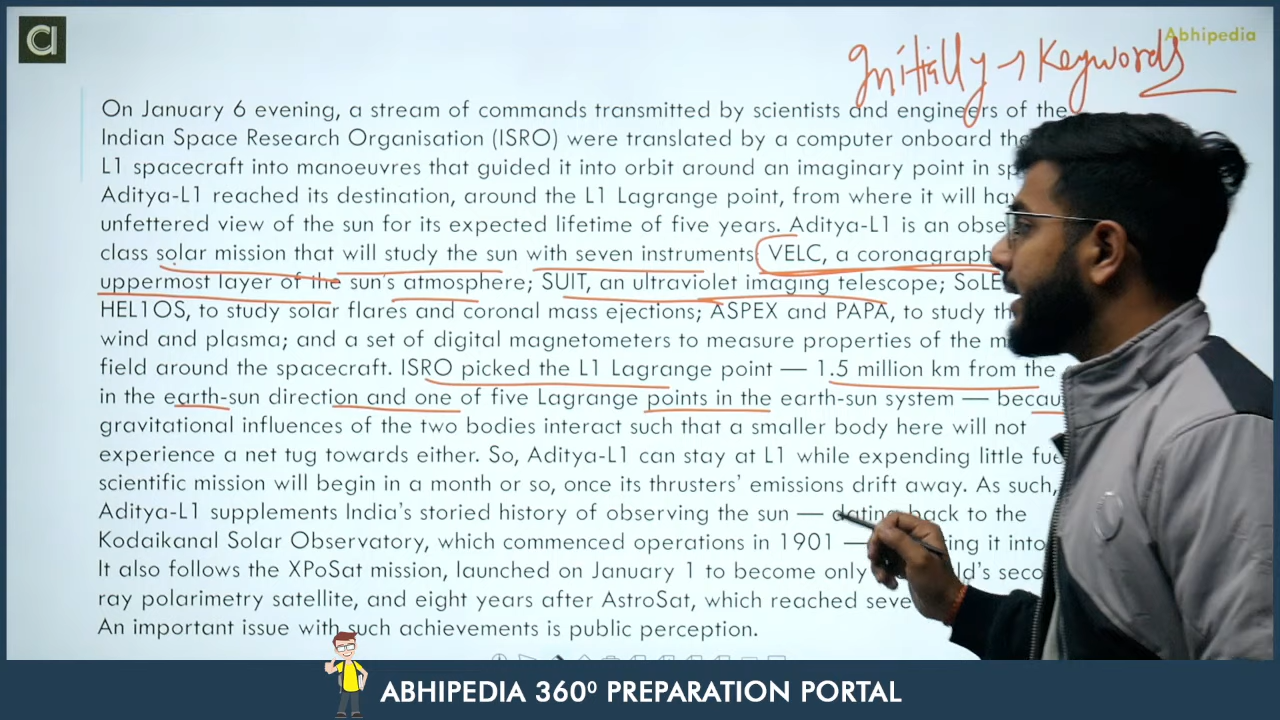 Abhipedia
Initially → Keywords
On January 6 evening, a stream of commands transmitted by scientists and engineers of the
Indian Space Research Organisation (ISRO) were translated by a computer onboard the
L1 spacecraft into manoeuvres that guided it into orbit around an imaginary point in
Aditya-L1 reached its destination, around the L1 Lagrange point, from where it will
unfettered view of the sun for its expected lifetime of five years. Aditya-L1 is an
class solar mission that will study the sun with seven instruments: VELC, a coronagraph
uppermost layer of the sun's atmosphere; SUIT, an ultraviolet imaging telescope;
HEL1OS, to study solar flares and coronal mass ejections; ASPEX and PAPA, to study
wind and plasma; and a set of digital magnetometers to measure properties of the
field around the spacecraft. ISRO picked the L1 Lagrange point — 1.5 million km from the
in the earth-sun direction and one of five Lagrange points in the earth-sun system —
gravitational influences of the two bodies interact such that a smaller body here will not
experience a net tug towards either. So, Aditya-L1 can stay at L1 while expending little
scientific mission will begin in a month or so, once its thrusters' emissions drift away. As such,
Aditya-L1 supplements India's storied history of observing the sun — dating back to the
Kodaikanal Solar Observatory, which commenced operations in 1901 — it into
It also follows the XPoSat mission, launched on January 1 to become only
ray polarimetry satellite, and eight years after AstroSat, which reached
An important issue with such achievements is public perception.
ABHIPEDIA 360⁰ PREPARATION PORTAL